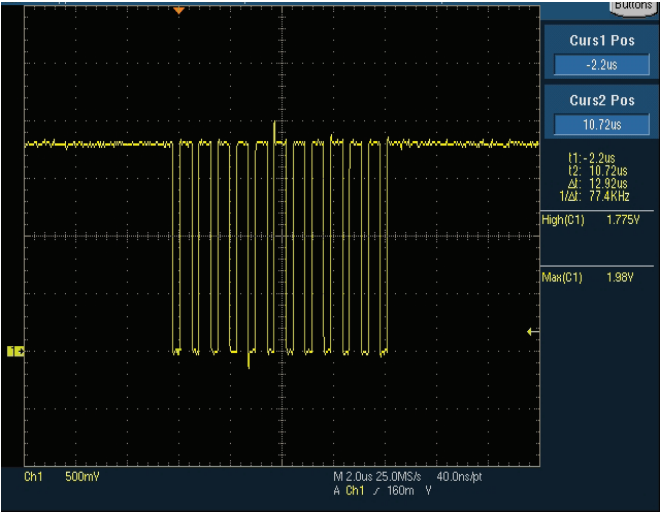 Buttons
Curs1 Pos
-2.2us
Curs2 Pos
10.72us
t1: -2.2us
t2: 10.72us
Δt: 12.92us
1/Δt: 77.4KHz
High(C1) 1.775V
Max(C1) 1.98V
1
Ch1 500mV M 2.0us 25.0MS/s 40.0ns/pt
A Ch1 ∕ 160m V